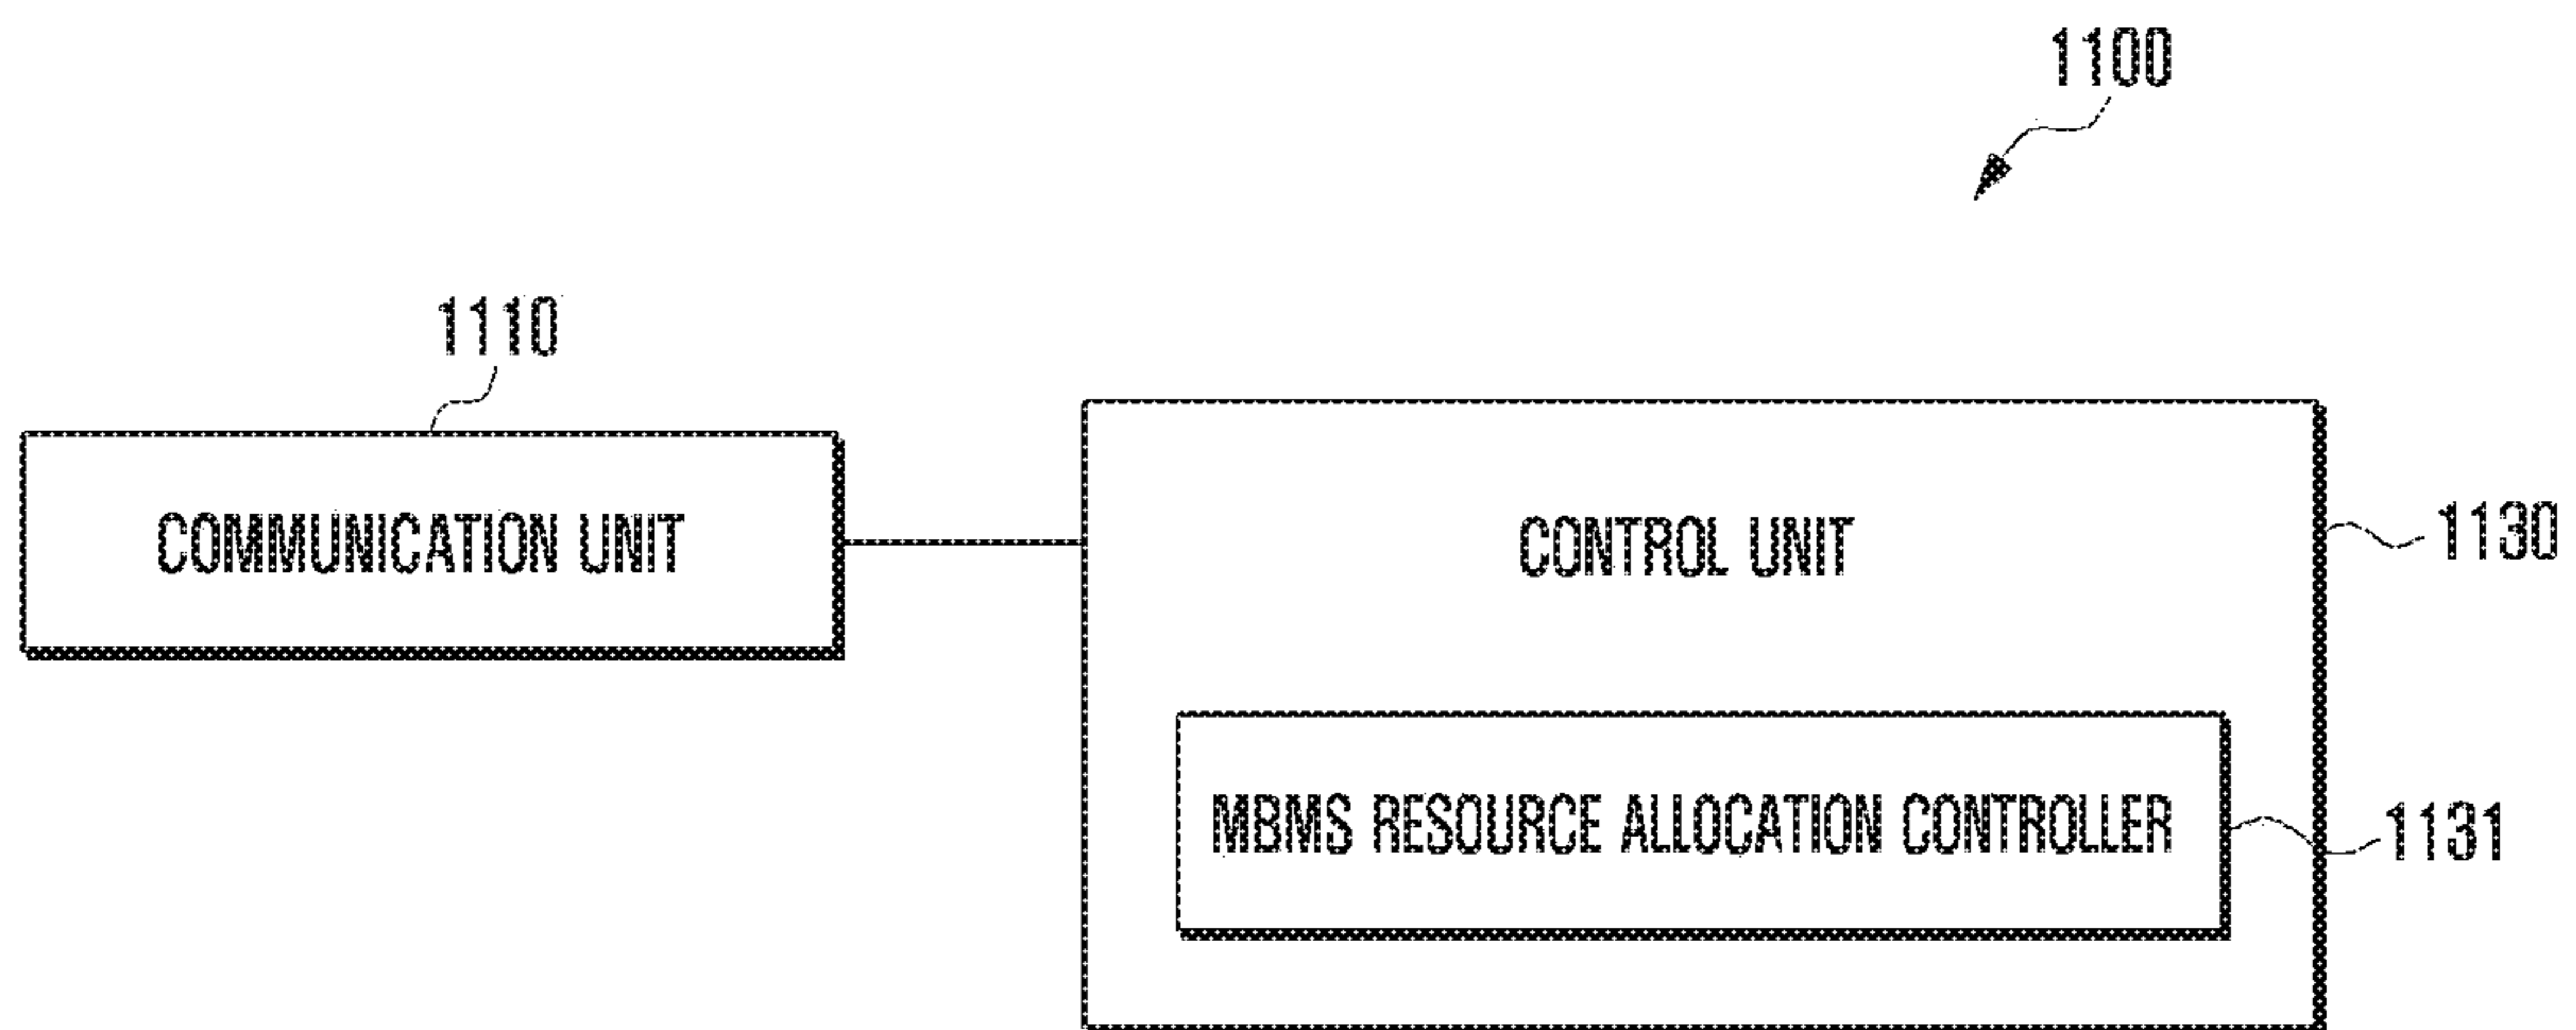 1100
1110
COMMUNICATION UNIT
CONTROL UNIT
1130
MBMS RESOURCE ALLOCATION CONTROLLER
1131